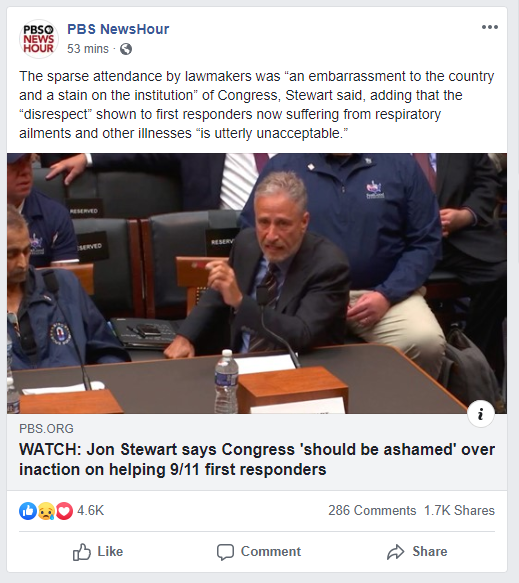 PBS
NEWS
HOUR
PBS NewsHour
53 mins ·
The sparse attendance by lawmakers was “an embarrassment to the country
and a stain on the institution” of Congress, Stewart said, adding that the
“disrespect” shown to first responders now suffering from respiratory
ailments and other illnesses “is utterly unacceptable.”
RESERVED
RESERVED
RESERV
i
PBS.ORG
WATCH: Jon Stewart says Congress 'should be ashamed' over
inaction on helping 9/11 first responders
4.6K
286 Comments 1.7K Shares
Like
Comment
Share